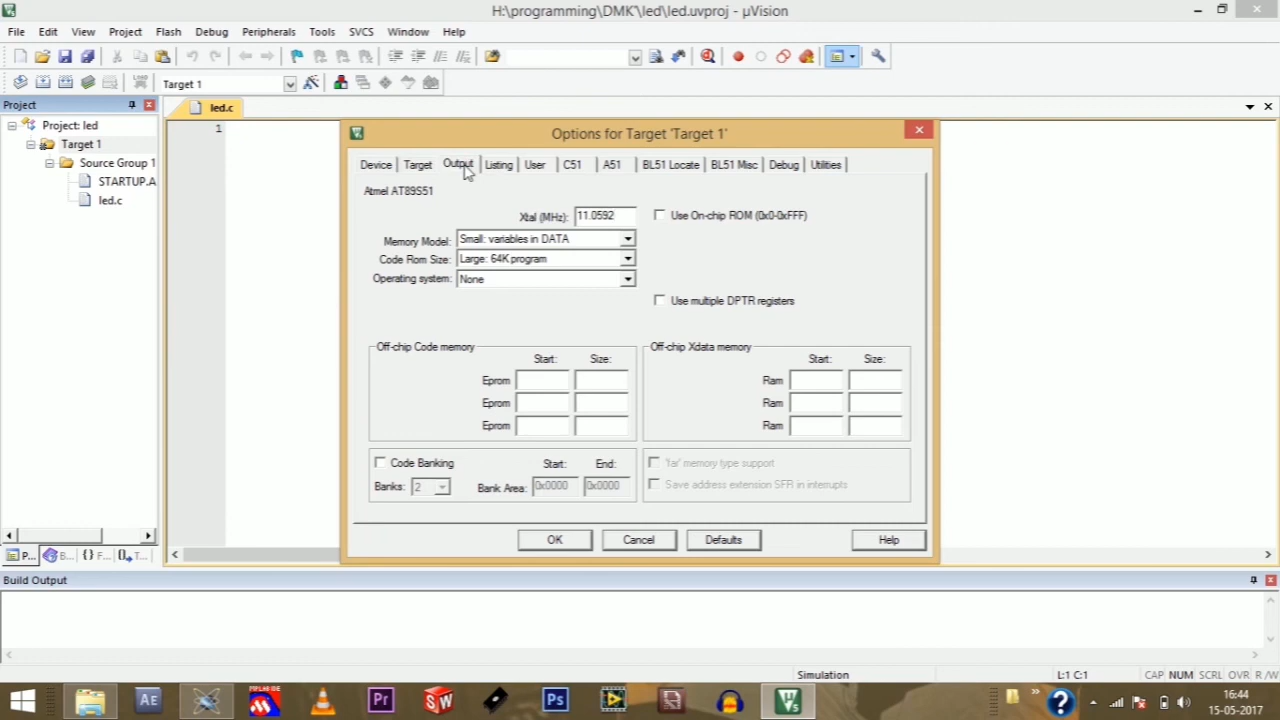 H:\programming\DMK'\led\led.uvproj - µVision
File Edit View Project Flash Debug Peripherals Tools SVCS Window Help
Target 1
Project
led.c
Project: led
Target 1
Source Group 1
STARTUP.A
led.c
1
Options for Target 'Target 1'
Device Target Output Listing User C51 A51 BL51 Locate BL51 Misc Debug Utilities
Atmel AT89S51
Xtal (MHz): 11.0592
Use On-chip ROM (0x0-0xFFF)
Memory Model: Small: variables in DATA
Code Rom Size: Large: 64K program
Operating system: None
Use multiple DPTR registers
Off-chip Code memory
Start: Size:
Eprom
Eprom
Eprom
Off-chip Xdata memory
Start: Size:
Ram
Ram
Ram
Code Banking Start: End:
Banks: 2 Bank Area: 0x0000 0x0000
'far' memory type support
Save address extension SFR in interrupts
OK Cancel Defaults Help
P... B... {} F... 0 T...
Build Output
Simulation L:1 C:1 CAP NUM SCRL OVR R /W
Ae Pr SW Ps
16:44
15-05-2017